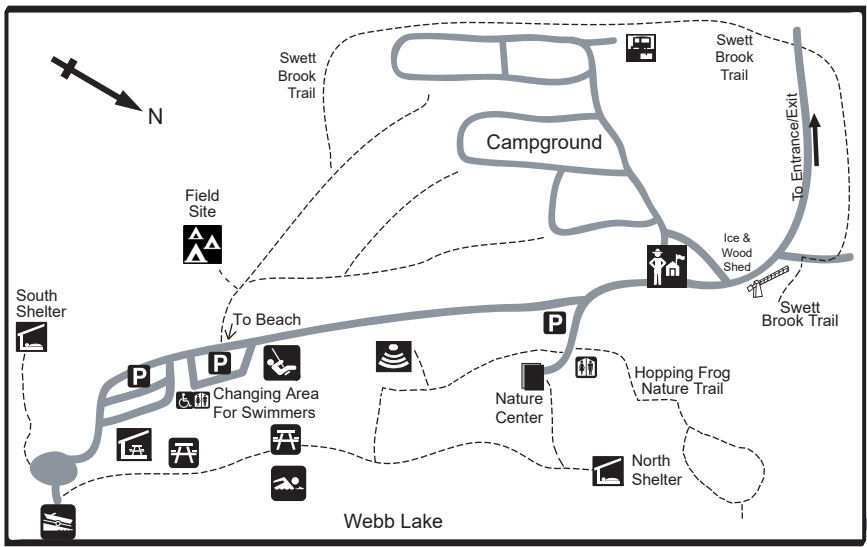 Swett
Brook
Trail
Swett
Brook
Trail
N
To Entrance/Exit
Campground
Field
Site
Ice &
Wood
Shed
South
Shelter
To Beach
Swett
Brook Trail
P
P
P
Changing Area
For Swimmers
Nature
Center
Hopping Frog
Nature Trail
North
Shelter
Webb Lake